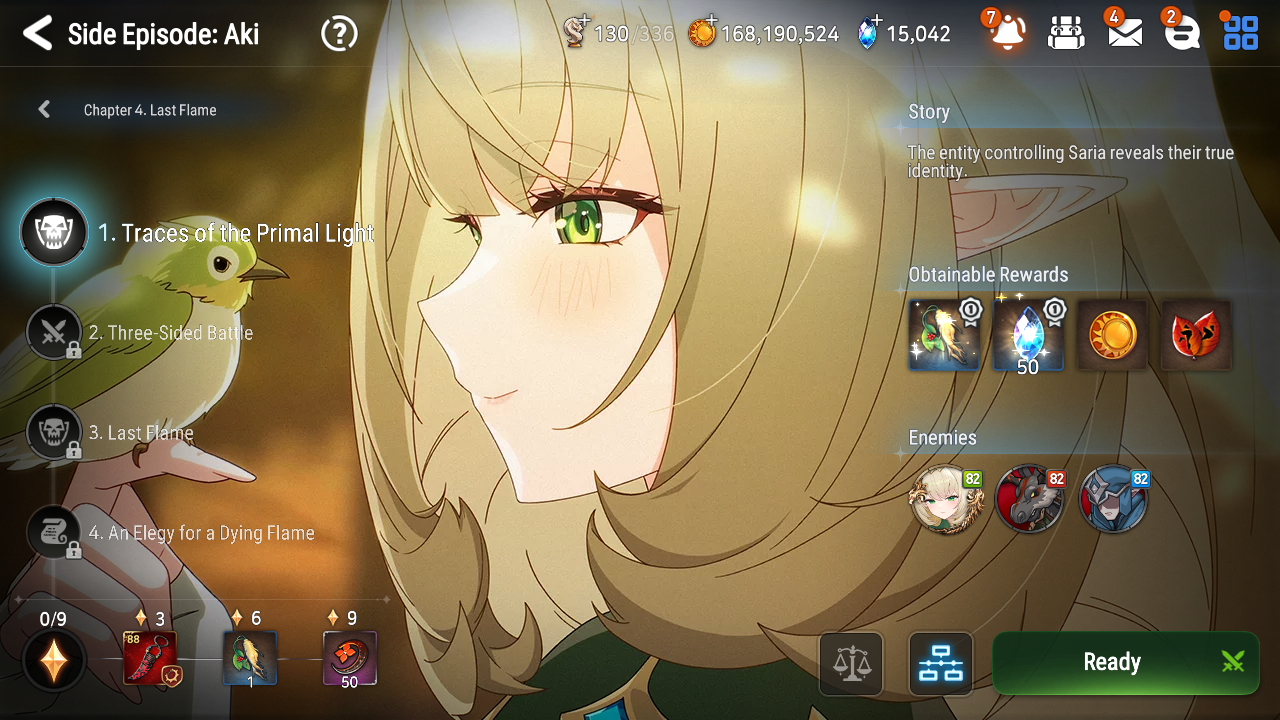 Side Episode: Aki
?
130/336
168,190,524
15,042
7
4
2
Chapter 4. Last Flame
1. Traces of the Primal Light
2. Three-Sided Battle
3. Last Flame
4. An Elegy for a Dying Flame
0/9
3
6
9
88
1
50
Story
The entity controlling Saria reveals their true
identity.
Obtainable Rewards
1
1
50
Enemies
82
82
82
Ready